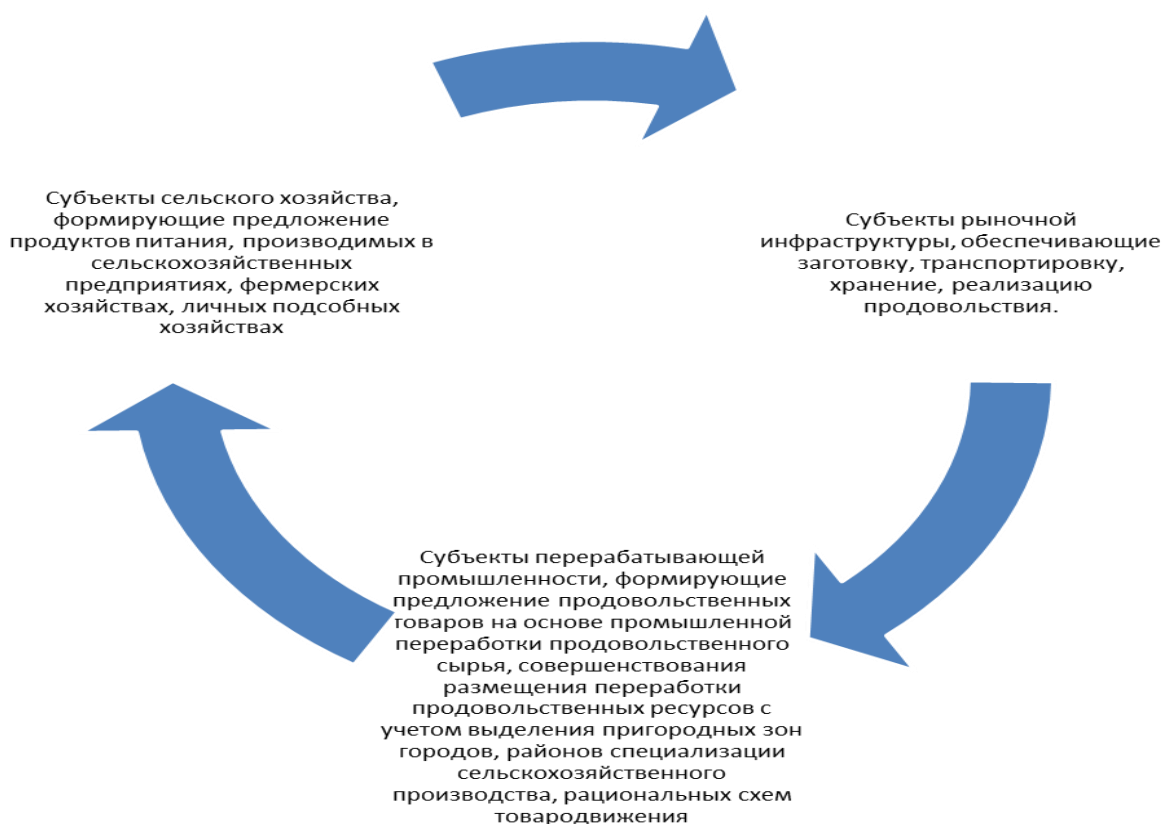 Субъекты сельского хозяйства,
формирующие предложение
продуктов питания, производимых в
сельскохозяйственных
предприятиях, фермерских
хозяйствах, личных подсобных
хозяйствах
Субъекты рыночной
инфраструктуры, обеспечивающие
заготовку, транспортировку,
хранение, реализацию
продовольствия.
Субъекты перерабатывающей
промышленности, формирующие
предложение продовольственных
товаров на основе промышленной
переработки продовольственного
сырья, совершенствования
размещения переработки
продовольственных ресурсов с
учетом выделения пригородных зон
городов, районов специализации
сельскохозяйственного
производства, рациональных схем
товародвижения